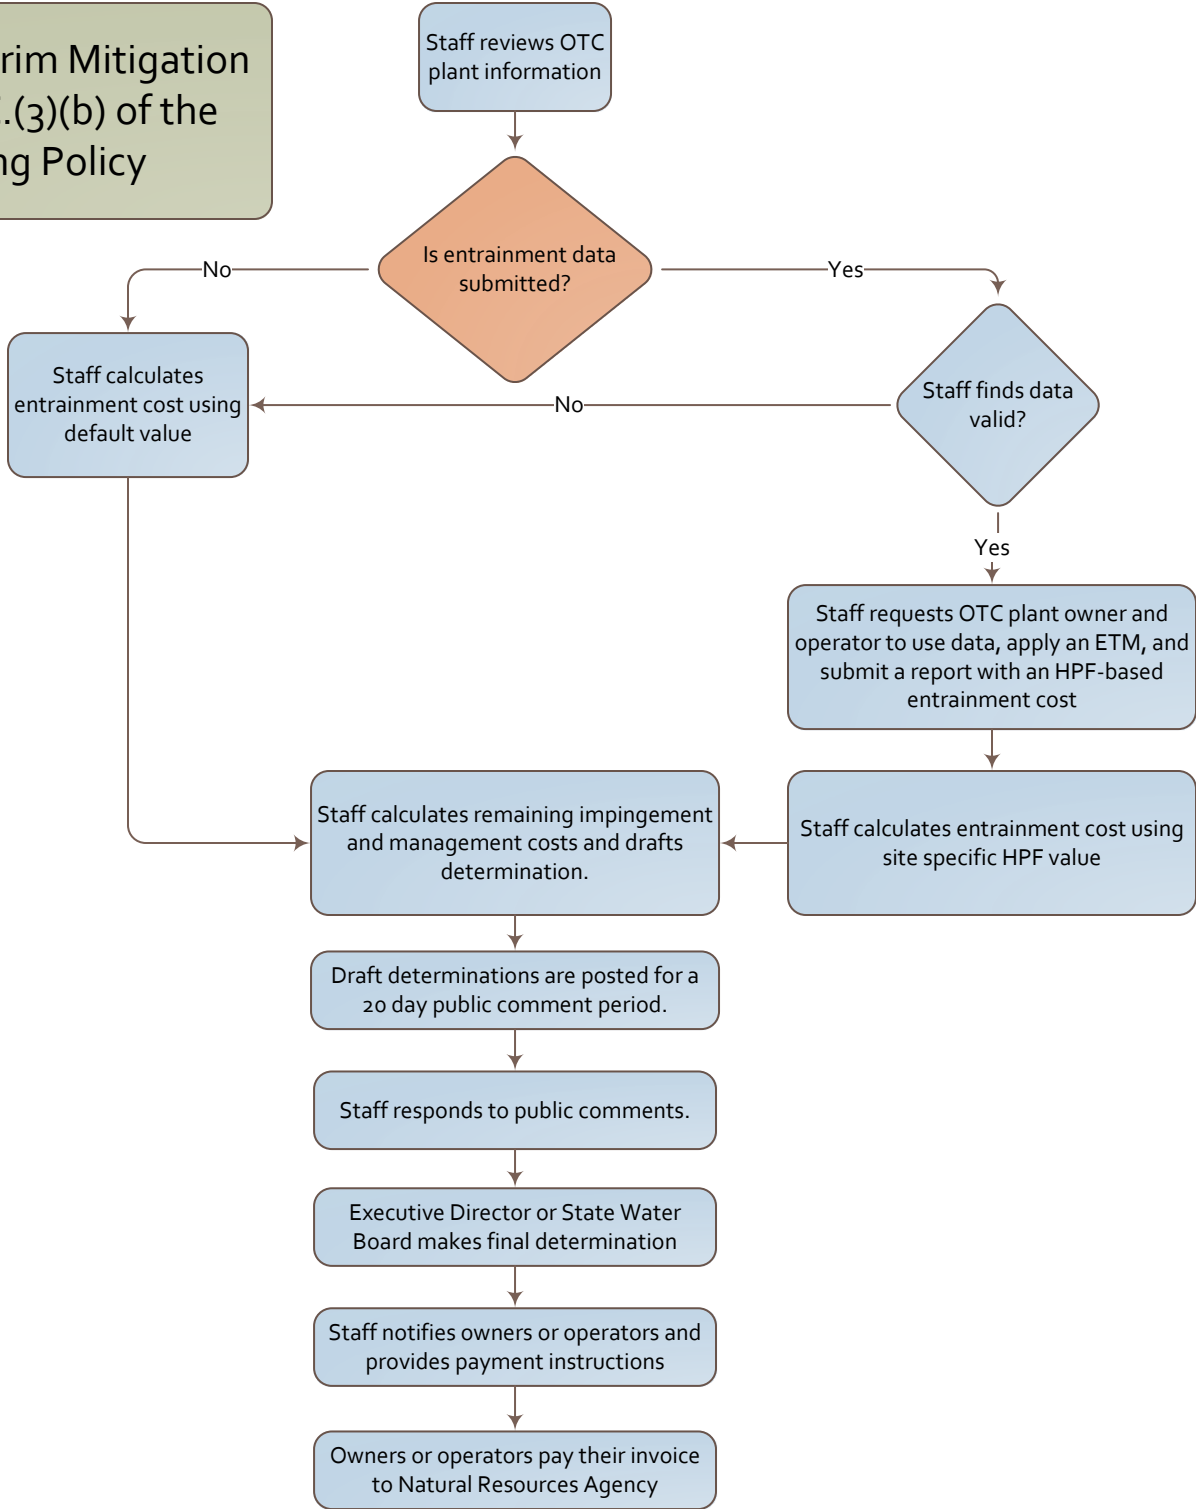 Mitigation
of the
Policy
Staff reviews OTC
plant information
Is entrainment data
submitted?
No
Yes
Staff calculates
entrainment cost using
default value
No
Staff finds data
valid?
Yes
Staff requests OTC plant owner and
operator to use data, apply an ETM, and
submit a report with an HPF-based
entrainment cost
Staff calculates remaining impingement
and management costs and drafts
determination.
Staff calculates entrainment cost using
site specific HPF value
Draft determinations are posted for a
20 day public comment period.
Staff responds to public comments.
Executive Director or State Water
Board makes final determination
Staff notifies owners or operators and
provides payment instructions
Owners or operators pay their invoice
to Natural Resources Agency